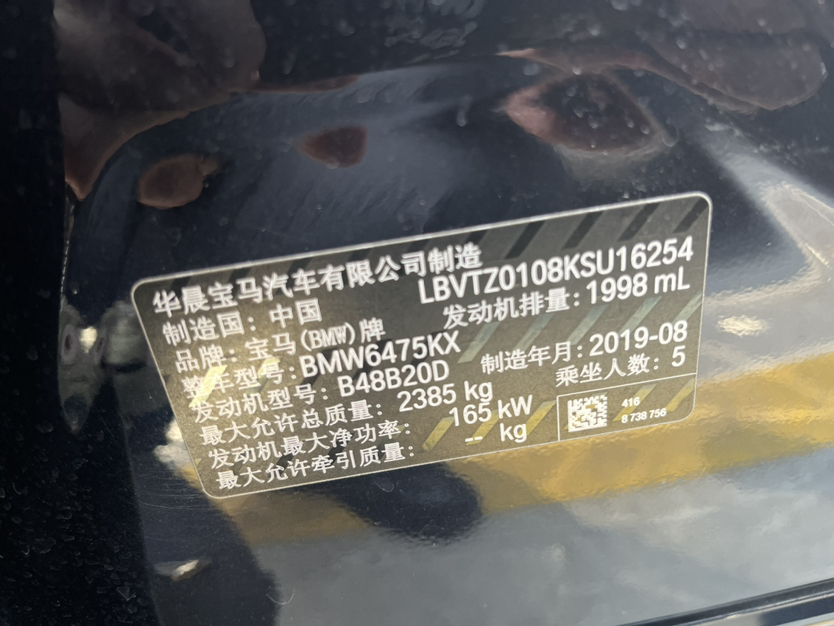 华晨宝马汽车有限公司制造
制造国：中国 LBVTZ0108KSU16254
品牌：宝马(BMW)牌 发动机排量：1998 mL
整车型号：BMW6475KX
发动机型号：B48B20D 制造年月：2019-08
最大允许总质量：2385 kg 乘坐人数：5
发动机最大净功率：165 kW
最大允许牵引质量：-- kg
416
8 738 756